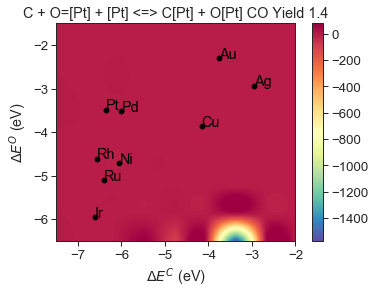 C + O=[Pt] + [Pt] <=> C[Pt] + O[Pt] CO Yield 1.4
−2
−3
−4
−5
−6
ΔE^O (eV)
Au
Ag
Cu
Pt
Pd
Rh
Ni
Ru
Ir
−7
−6
−5
−4
−3
−2
ΔE^C (eV)
0
−200
−400
−600
−800
−1000
−1200
−1400